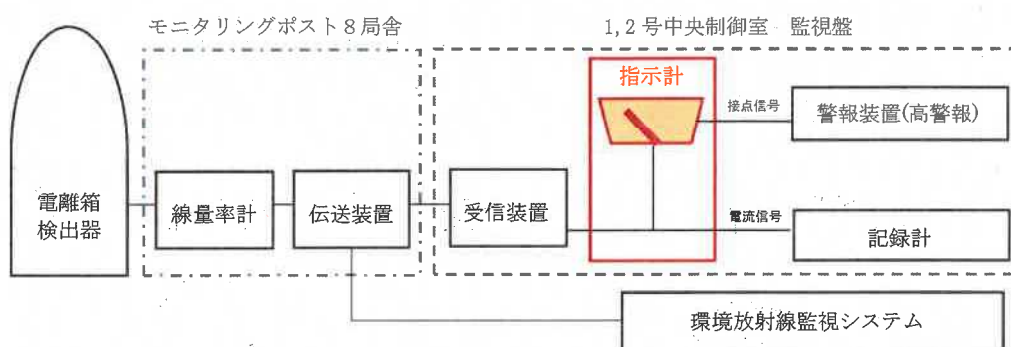 モニタリングポスト8局舎
1,2号中央制御室 監視盤
指示計
接点信号
警報装置(高警報)
電離箱
検出器
線量率計
伝送装置
受信装置
電流信号
記録計
環境放射線監視システム